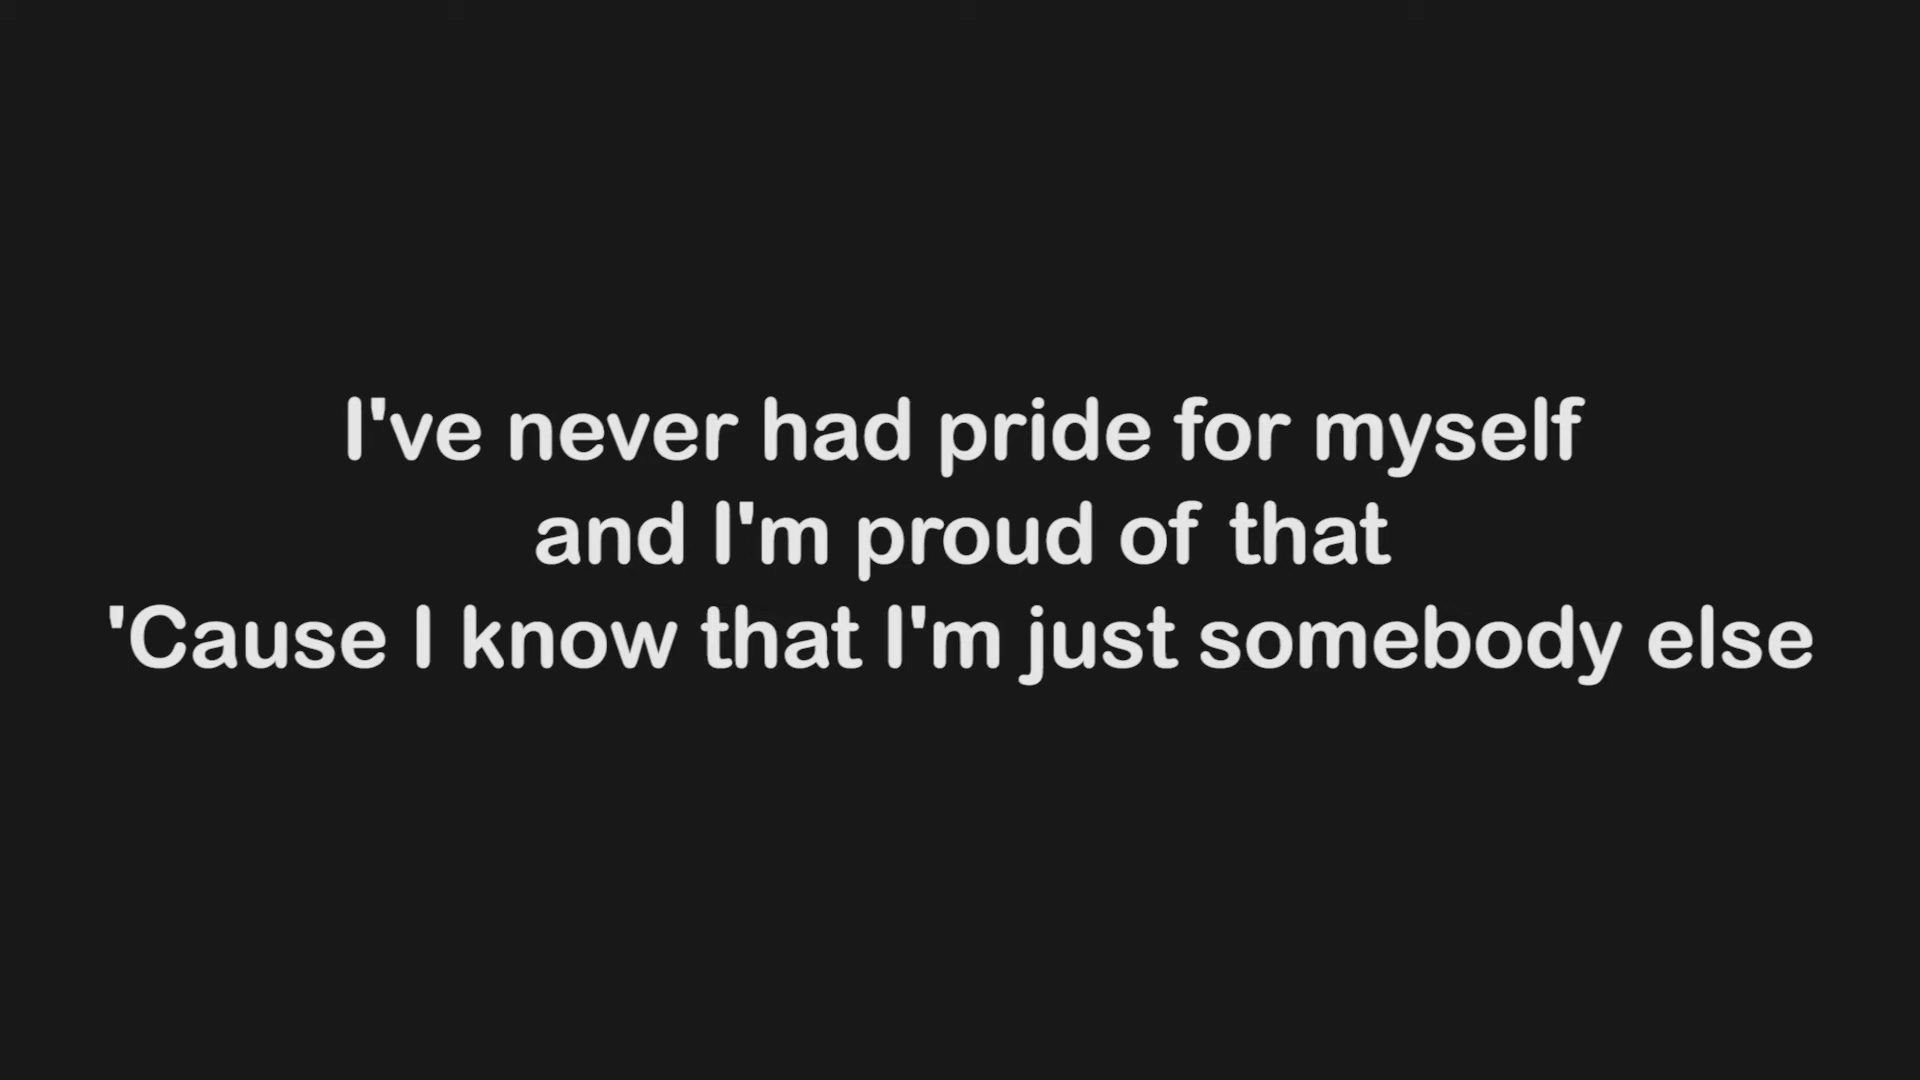 I've never had pride for myself
and I'm proud of that
'Cause I know that I'm just somebody else